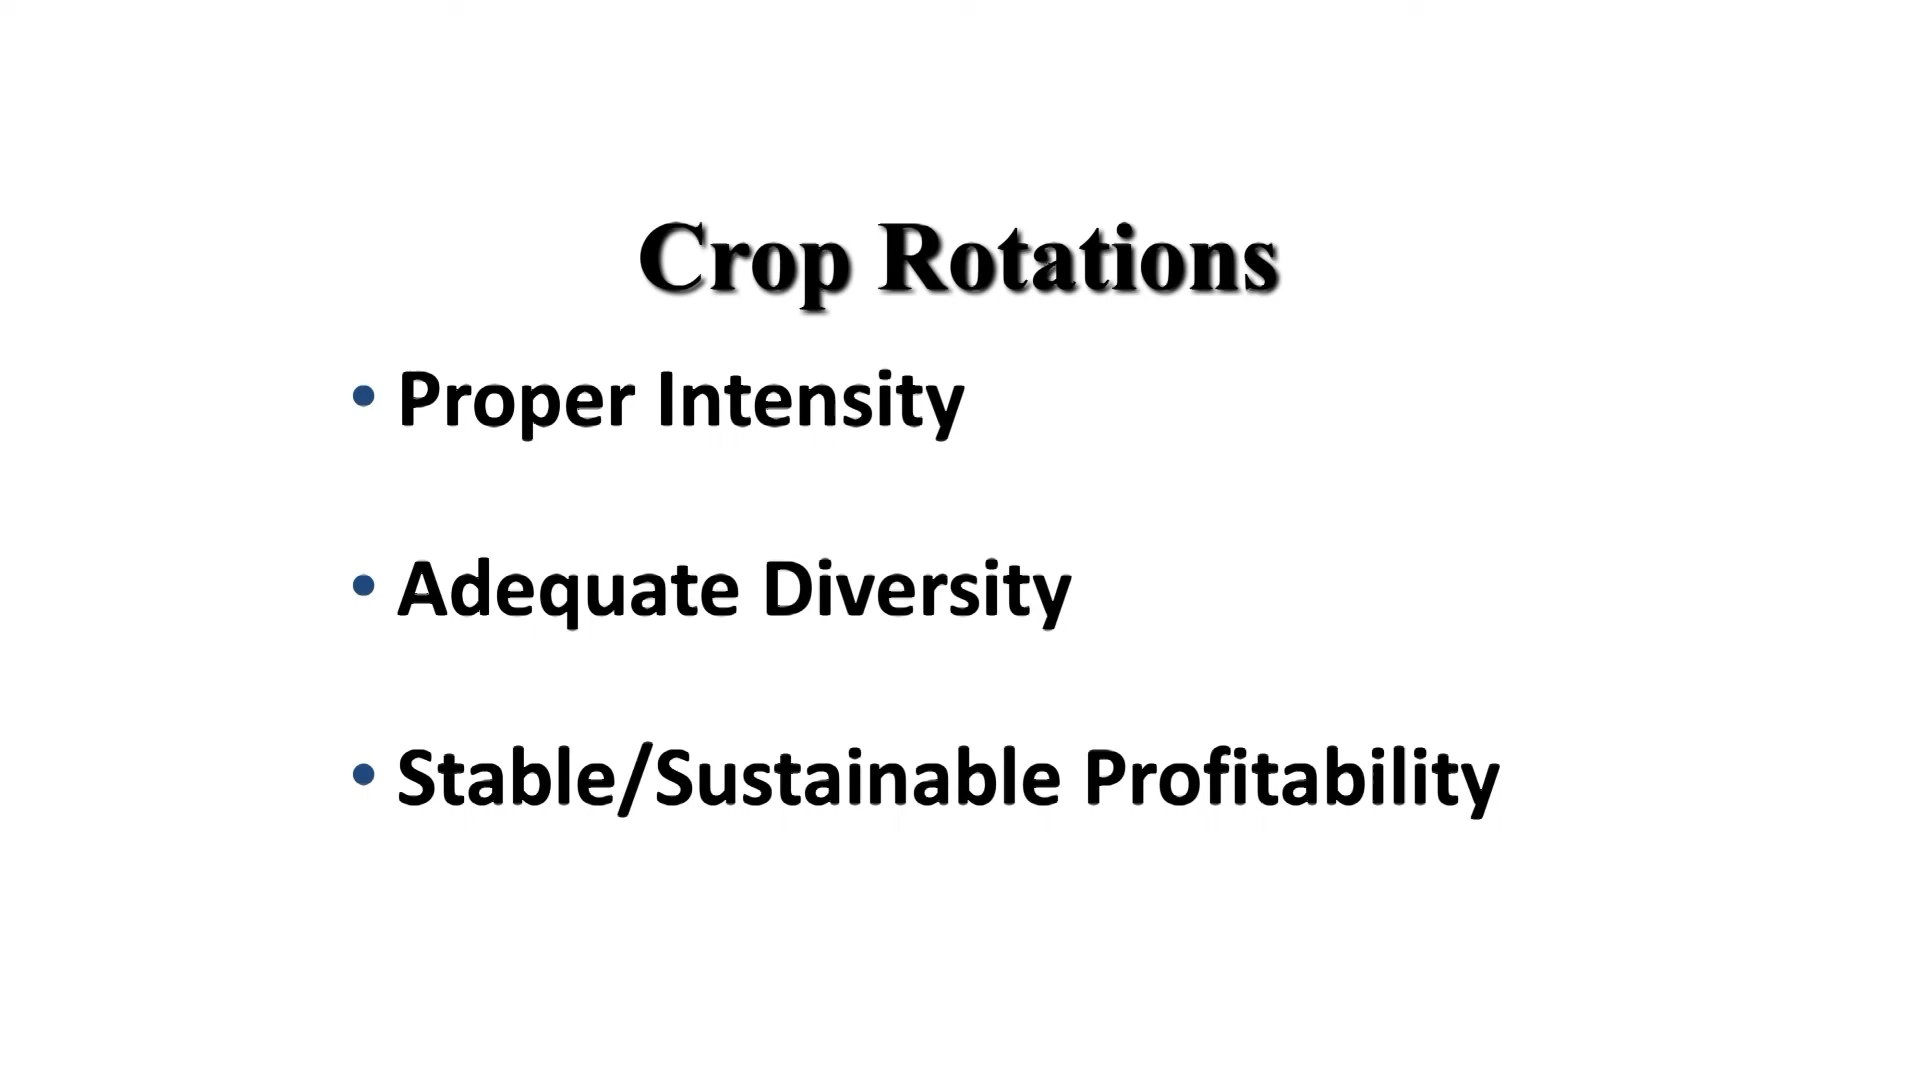 Crop Rotations
• Proper Intensity
• Adequate Diversity
• Stable/Sustainable Profitability